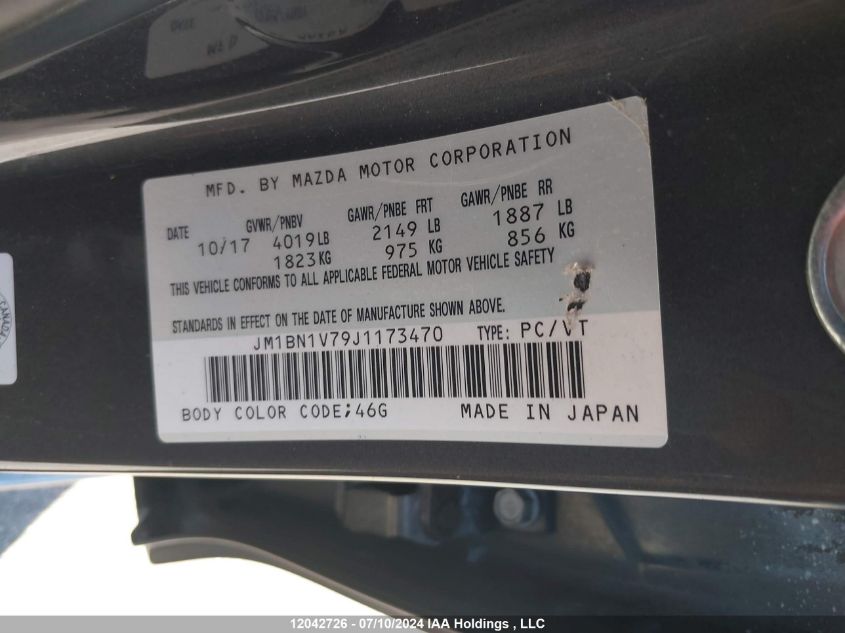 MFD. BY MAZDA MOTOR CORPORATION
DATE GVWR/PNBV GAWR/PNBE FRT GAWR/PNBE RR
10/17 4019LB 2149 LB 1887 LB
1823KG 975 KG 856 KG
THIS VEHICLE CONFORMS TO ALL APPLICABLE FEDERAL MOTOR VEHICLE SAFETY
STANDARDS IN EFFECT ON THE DATE OF MANUFACTURE SHOWN ABOVE.
JM1BN1V79J1173470 TYPE: PC/VT
BODY COLOR CODE;46G MADE IN JAPAN
CANADA
12042726 - 07/10/2024 IAA Holdings , LLC